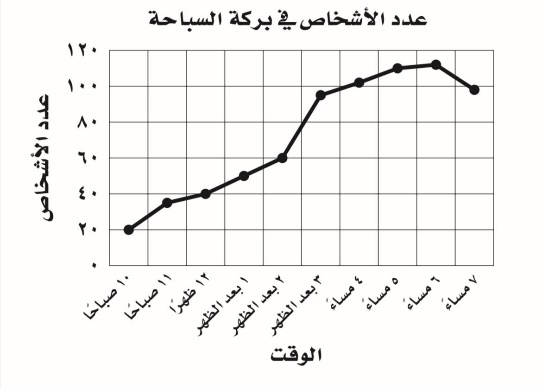 عدد الأشخاص في بركة السباحة
عدد الأشخاص
١٢٠
١٠٠
٨٠
٦٠
٤٠
٢٠
٠
١٠ صباحًا
١١ صباحًا
١٢ ظهرًا
١ بعد الظهر
٢ بعد الظهر
٣ بعد الظهر
٤ مساءً
٥ مساءً
٦ مساءً
٧ مساءً
الوقت